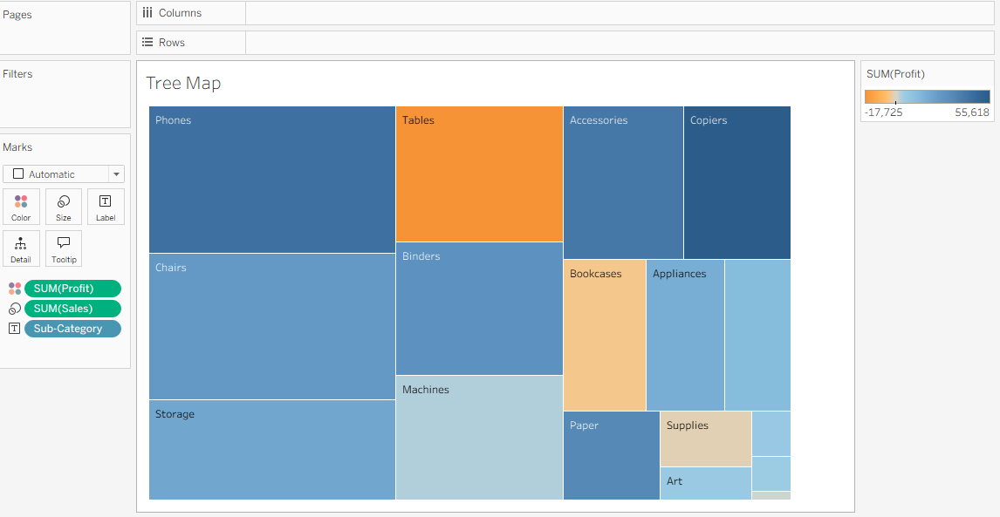 Pages
Columns
Rows
Filters
Marks
Automatic
Color
Size
Label
Detail
Tooltip
SUM(Profit)
SUM(Sales)
Sub-Category
Tree Map
Phones
Tables
Accessories
Copiers
Chairs
Binders
Bookcases
Appliances
Storage
Machines
Paper
Supplies
Art
SUM(Profit)
-17,725 55,618